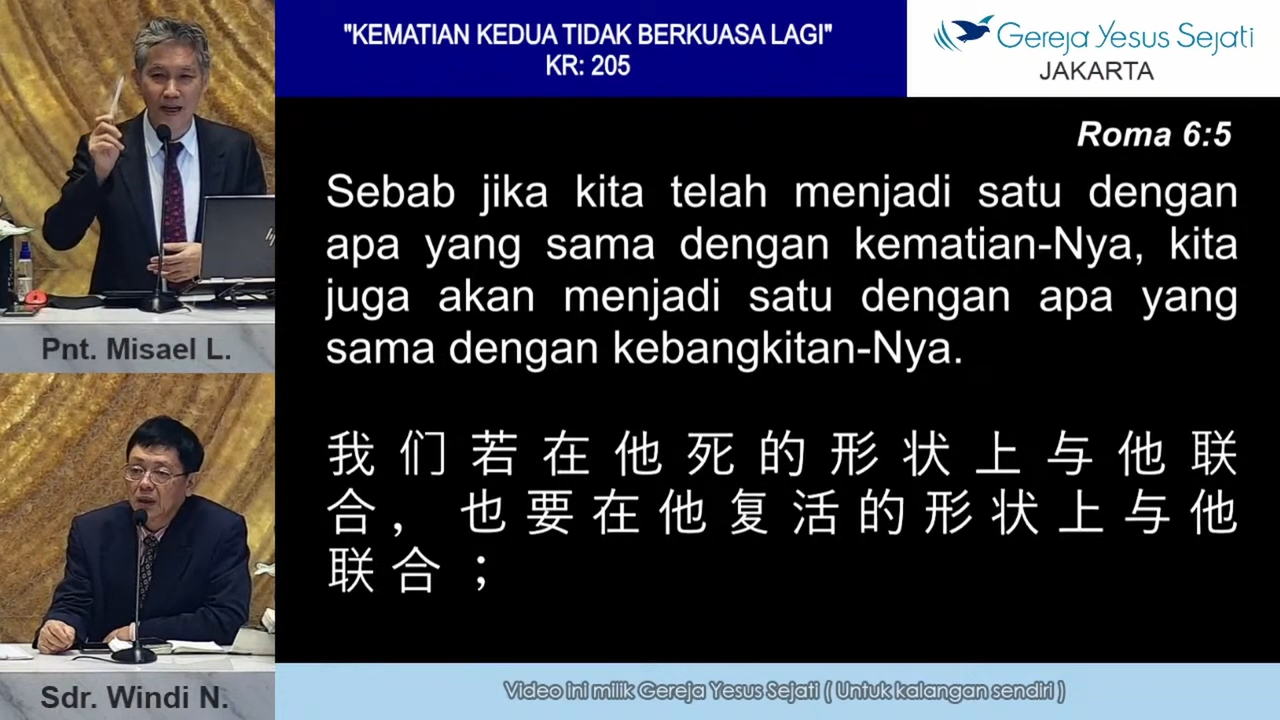 "KEMATIAN KEDUA TIDAK BERKUASA LAGI"
KR: 205
Gereja Yesus Sejati
JAKARTA
Roma 6:5
Sebab jika kita telah menjadi satu dengan
apa yang sama dengan kematian-Nya, kita
juga akan menjadi satu dengan apa yang
sama dengan kebangkitan-Nya.
我们若在他死的形状上与他联
合，也要在他复活的形状上与他
联合；
hp
Pnt. Misael L.
Sdr. Windi N.
Video ini milik Gereja Yesus Sejati ( Untuk kalangan sendiri )